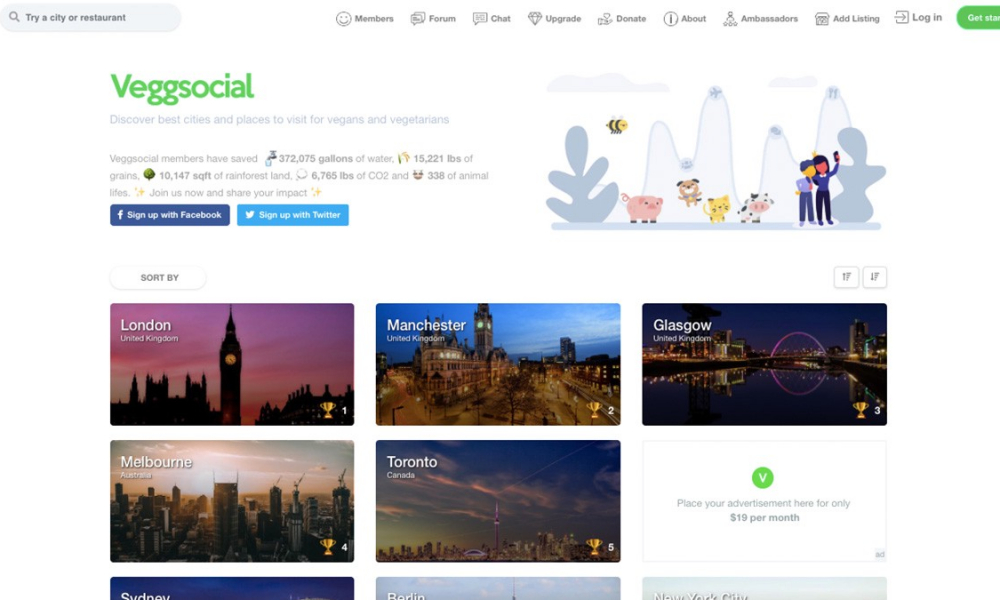 Try a city or restaurant
Members
Forum
Chat
Upgrade
Donate
About
Ambassadors
Add Listing
Log in
Get
Veggsocial
Discover best cities and places to visit for vegans and vegetarians
Veggsocial members have saved 372,075 gallons of water, 15,221 lbs of
grains, 10,147 sqft of rainforest land, 6,765 lbs of CO2 and 338 of animal
lifes. ✨ Join us now and share your impact ✨
f Sign up with Facebook
Sign up with Twitter
SORT BY
London
United Kingdom
1
Manchester
United Kingdom
2
Glasgow
United Kingdom
3
Melbourne
Australia
4
Toronto
Canada
5
V
Place your advertisement here for only
$19 per month
ad
Sydney
Berlin
New York City